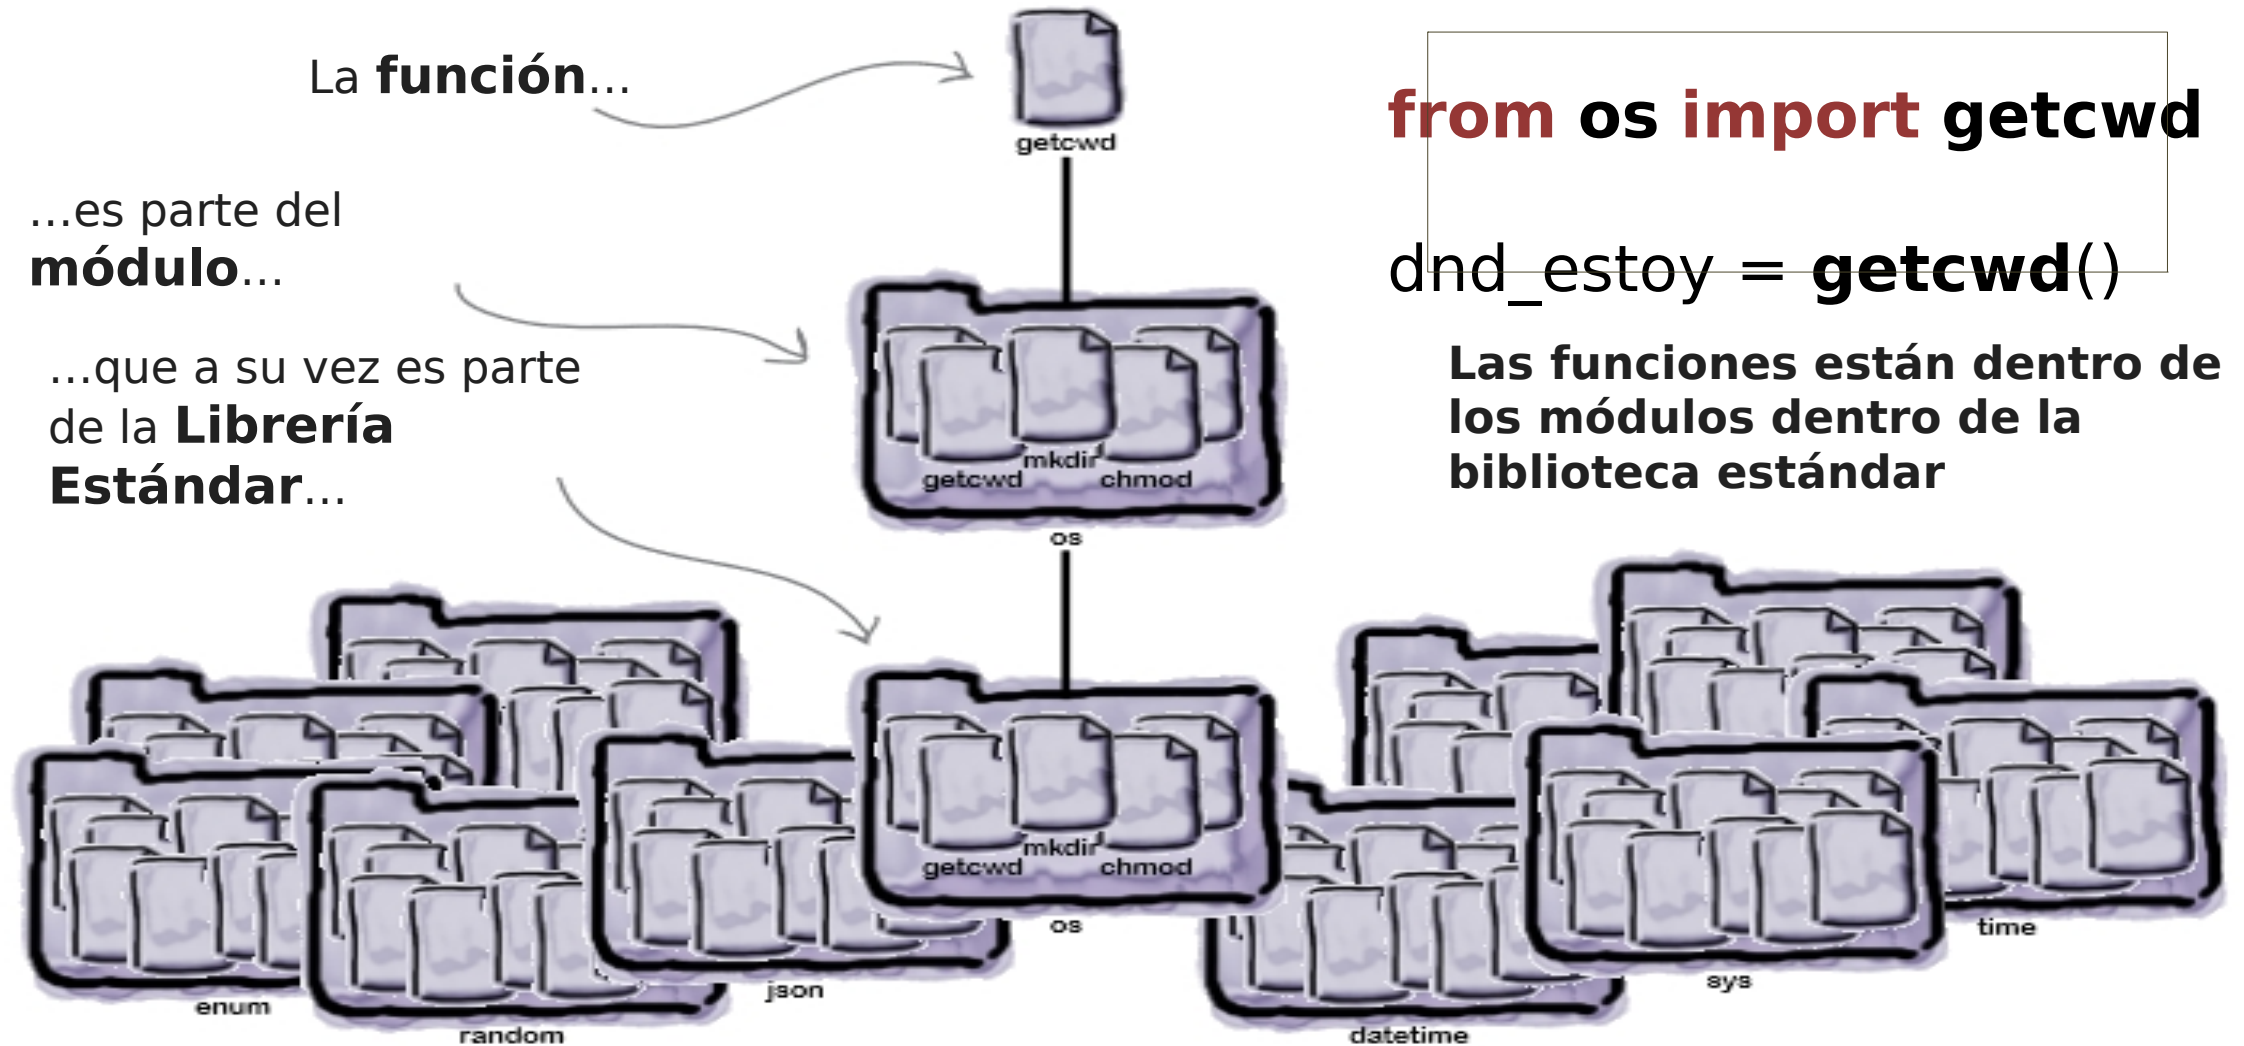 La función...
getcwd
from os import getcwd
...es parte del
módulo...
dnd_estoy = getcwd()
...que a su vez es parte
de la Librería
Estándar...
Las funciones están dentro de
los módulos dentro de la
biblioteca estándar
getcwd mkdir chmod
os
getcwd mkdir chmod
os
enum
random
json
datetime
sys
time